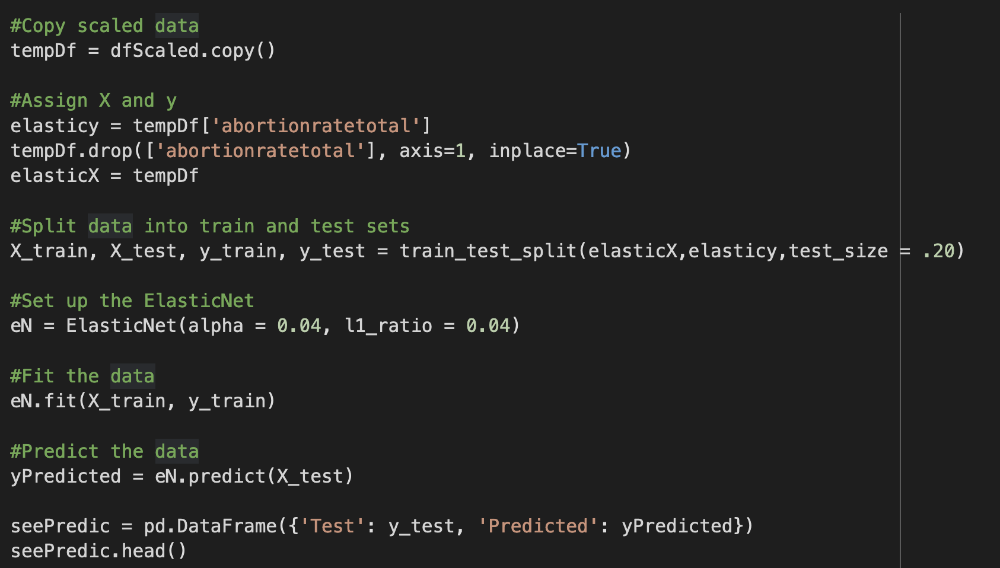 #Copy scaled data
tempDf = dfScaled.copy()
#Assign X and y
elasticy = tempDf['abortionratetotal']
tempDf.drop(['abortionratetotal'], axis=1, inplace=True)
elasticX = tempDf
#Split data into train and test sets
X_train, X_test, y_train, y_test = train_test_split(elasticX,elasticy,test_size = .20)
#Set up the ElasticNet
eN = ElasticNet(alpha = 0.04, l1_ratio = 0.04)
#Fit the data
eN.fit(X_train, y_train)
#Predict the data
yPredicted = eN.predict(X_test)
seePredic = pd.DataFrame({'Test': y_test, 'Predicted': yPredicted})
seePredic.head()